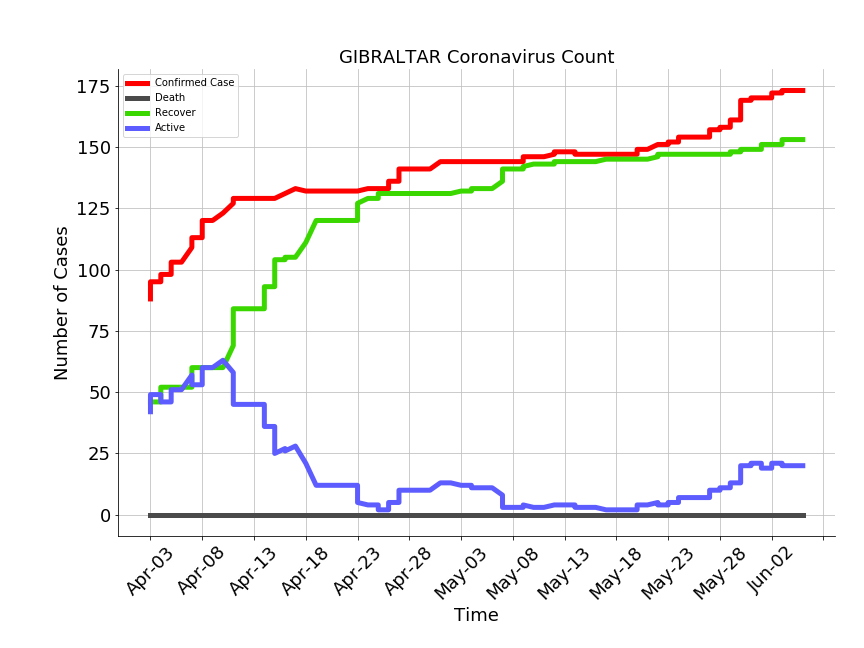 GIBRALTAR Coronavirus Count
Confirmed Case
Death
Recover
Active
Number of Cases
175
150
125
100
75
50
25
0
Apr-03
Apr-08
Apr-13
Apr-18
Apr-23
Apr-28
May-03
May-08
May-13
May-18
May-23
May-28
Jun-02
Time